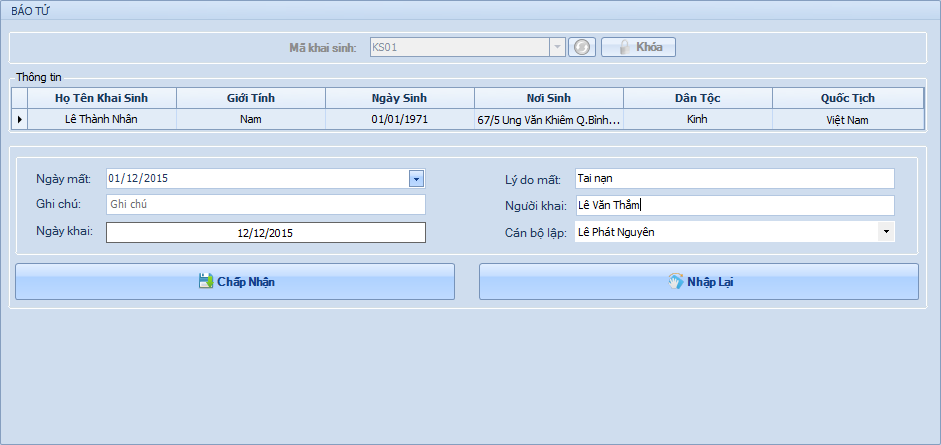 BÁO TỬ
Mã khai sinh: KS01 Khóa
Thông tin
Họ Tên Khai Sinh Giới Tính Ngày Sinh Nơi Sinh Dân Tộc Quốc Tịch
Lê Thành Nhân Nam 01/01/1971 67/5 Ung Văn Khiêm Q.Bình... Kinh Việt Nam
Ngày mất: 01/12/2015 Lý do mất: Tai nạn
Ghi chú: Ghi chú Người khai: Lê Văn Thắm
Ngày khai: 12/12/2015 Cán bộ lập: Lê Phát Nguyên
Chấp Nhận Nhập Lại